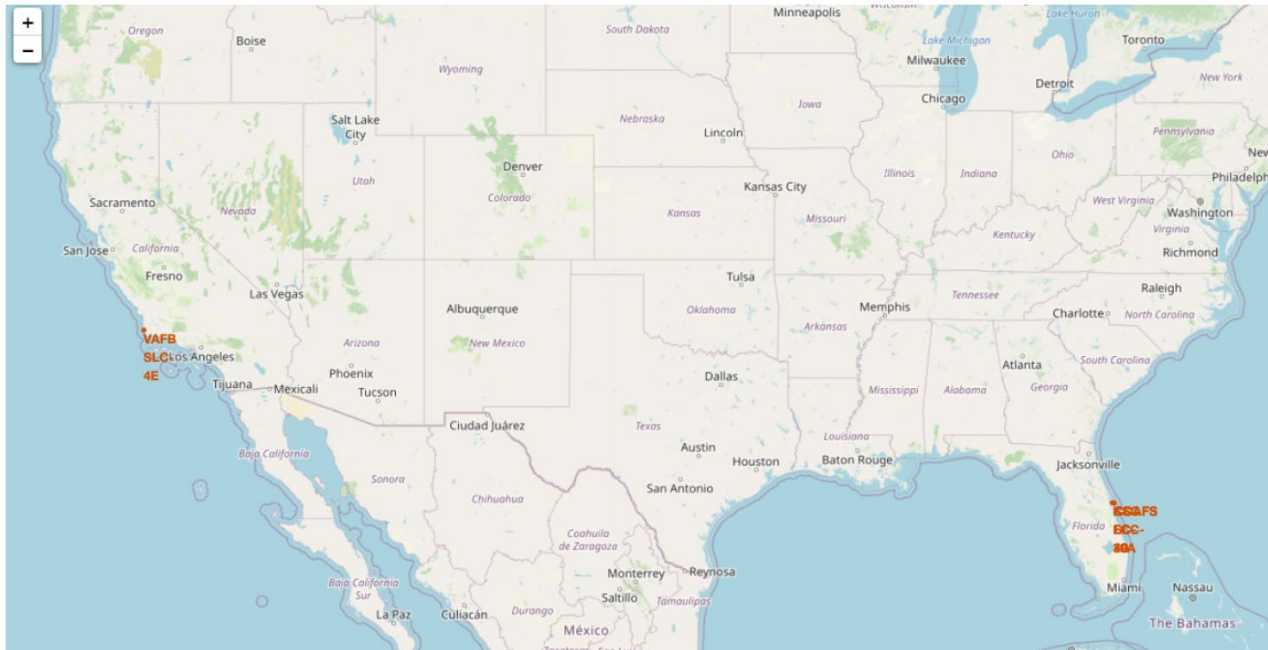 +
−
Oregon
Boise
Wyoming
South Dakota
Minneapolis
Wisconsin
Lake Huron
Lake Michigan
Toronto
Milwaukee
Detroit
New York
Chicago
Iowa
Nebraska
Lincoln
Salt Lake
City
Pennsylvania
Ohio
Illinois
Indiana
Philadelph
Denver
Utah
Colorado
Kansas City
Kansas
Missouri
West Virginia
Washington
Virginia
Richmond
Kentucky
Sacramento
Nevada
San Jose
California
Fresno
Las Vegas
Tulsa
Oklahoma
Albuquerque
New Mexico
Arizona
Memphis
Arkansas
Tennessee
Raleigh
Charlotte
North Carolina
South Carolina
VAFB
SLC-
4E
Los Angeles
Phoenix
Tijuana
Mexicali
Tucson
Dallas
Atlanta
Mississippi
Alabama
Georgia
Ciudad Juárez
Texas
Austin
Houston
San Antonio
Louisiana
Baton Rouge
Jacksonville
Baja California
Sonora
Chihuahua
Coahuila
de Zaragoza
Florida
Monterrey
Reynosa
Saltillo
Tamaulipas
Miami
Nassau
The Bahamas
Baja California
Sur
La Paz
Culiacán
Durango
México